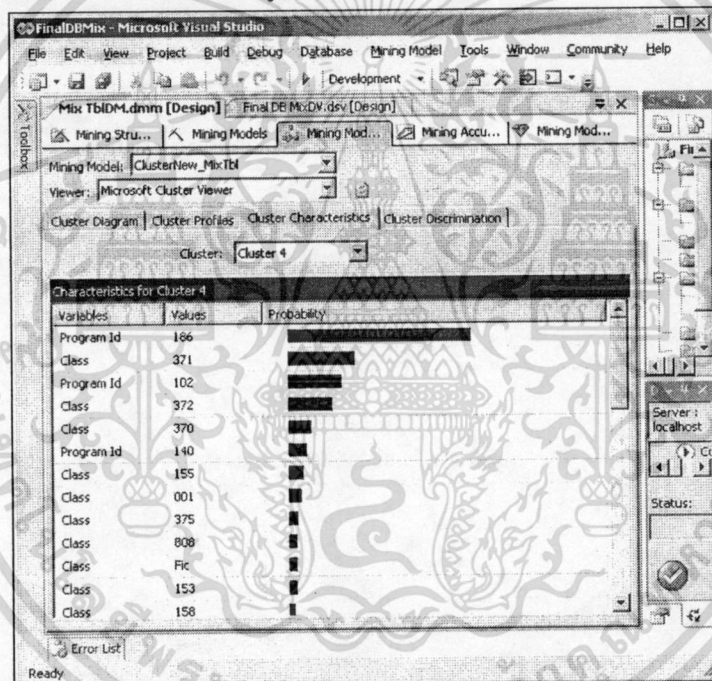 FinalDBMix - Microsoft Visual Studio
File Edit View Project Build Debug Database Mining Model Tools Window Community Help
Development
Mix TblDM.dmm [Design] Final DB MixDV.dsv [Design]
Toolbox
Mining Stru... Mining Models Mining Mod... Mining Accu... Mining Mod...
Mining Model: ClusterNew_MixTbl
Viewer: Microsoft Cluster Viewer
Cluster Diagram Cluster Profiles Cluster Characteristics Cluster Discrimination
Cluster: Cluster 4
Characteristics for Cluster 4
Variables Values Probability
Program Id 186
Class 371
Program Id 102
Class 372
Class 370
Program Id 140
Class 155
Class 001
Class 375
Class 808
Class Fic
Class 153
Class 158
Server :
localhost
Status:
Error List
Ready